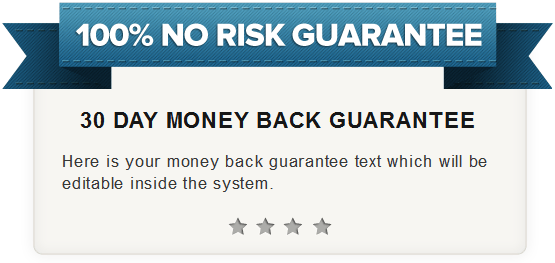 100% NO RISK GUARANTEE
30 DAY MONEY BACK GUARANTEE
Here is your money back guarantee text which will be
editable inside the system.